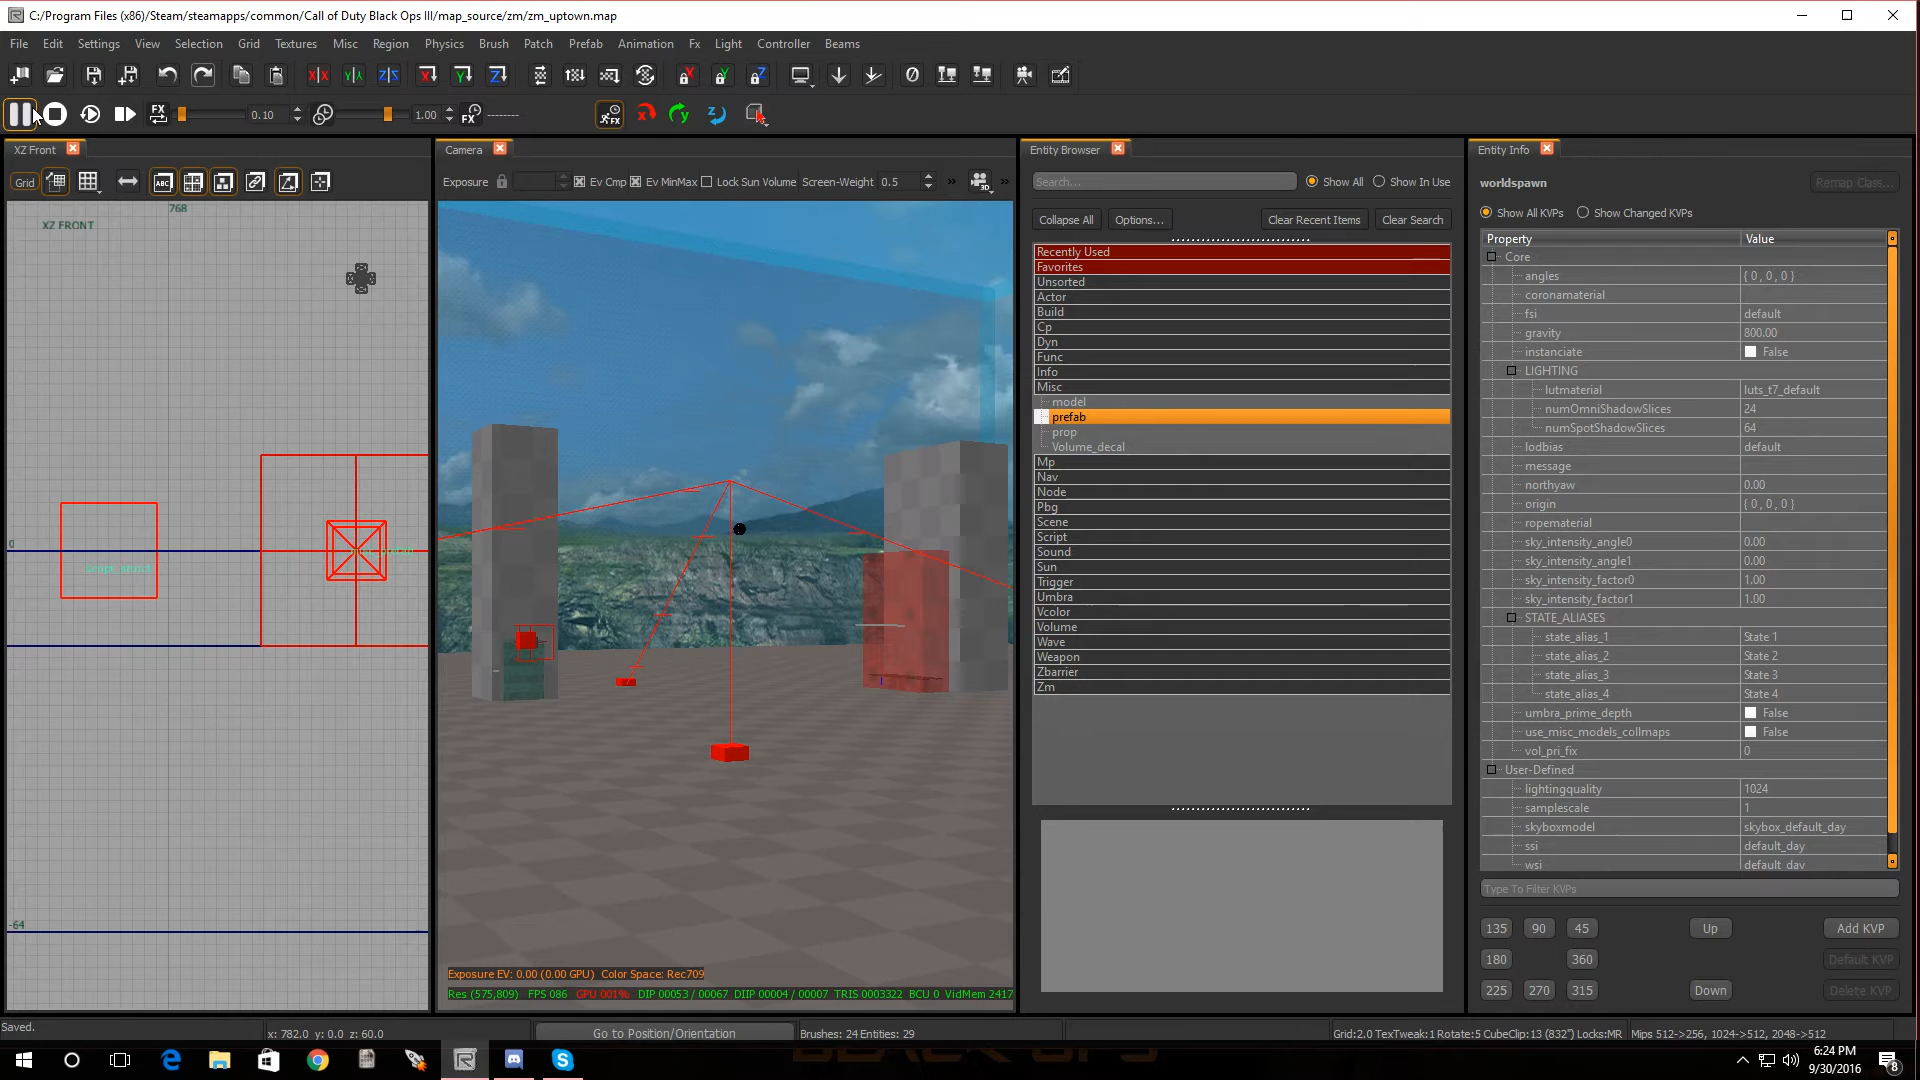 C:/Program Files (x86)/Steam/steamapps/common/Call of Duty Black Ops III/map_source/zm/zm_uptown.map
File Edit Settings View Selection Grid Textures Misc Region Physics Brush Patch Prefab Animation Fx Light Controller Beams
FX 0.10 1.00 FX --------
XZ Front
Camera
Entity Browser
Entity Info
Grid
Exposure Ev Cmp Ev MinMax Lock Sun Volume Screen-Weight 0.5 »
Search... Show All Show In Use
worldspawn Remap Class...
768
XZ FRONT
0
-64
Collapse All Options... Clear Recent Items Clear Search
Recently Used
Favorites
Unsorted
Actor
Build
Cp
Dyn
Func
Info
Misc
model
prefab
prop
Volume_decal
Mp
Nav
Node
Pbg
Scene
Script
Sound
Sun
Trigger
Umbra
Vcolor
Volume
Wave
Weapon
Zbarrier
Zm
Show All KVPs Show Changed KVPs
Property Value
Core
angles { 0 , 0 , 0 }
coronamaterial
fsi default
gravity 800.00
instanciate False
LIGHTING
lutmaterial luts_t7_default
numOmniShadowSlices 24
numSpotShadowSlices 64
lodbias default
message
northyaw 0.00
origin { 0 , 0 , 0 }
ropematerial
sky_intensity_angle0 0.00
sky_intensity_angle1 0.00
sky_intensity_factor0 1.00
sky_intensity_factor1 1.00
STATE_ALIASES
state_alias_1 State 1
state_alias_2 State 2
state_alias_3 State 3
state_alias_4 State 4
umbra_prime_depth False
use_misc_models_collmaps False
vol_pri_fix 0
User-Defined
lightingquality 1024
samplescale 1
skyboxmodel skybox_default_day
ssi default_day
wsi default_day
Type To Filter KVPs
135 90 45 Up Add KVP
180 360 Default KVP
225 270 315 Down Delete KVP
Exposure EV: 0.00 (0.00 GPU) Color Space: Rec709
Res (575,809) FPS 086 GPU 001% DIP 00053 / 00067 DIIP 00004 / 00007 TRIS 0003322 BCU 0 VidMem 2417
Saved. x: 782.0 y: 0.0 z: 60.0 Go to Position/Orientation Brushes: 24 Entities: 29 Grid:2.0 TexTweak:1 Rotate:5 CubeClip:13 (832") Locks:MR Mips 512->256, 1024->512, 2048->512
6:24 PM
9/30/2016
8